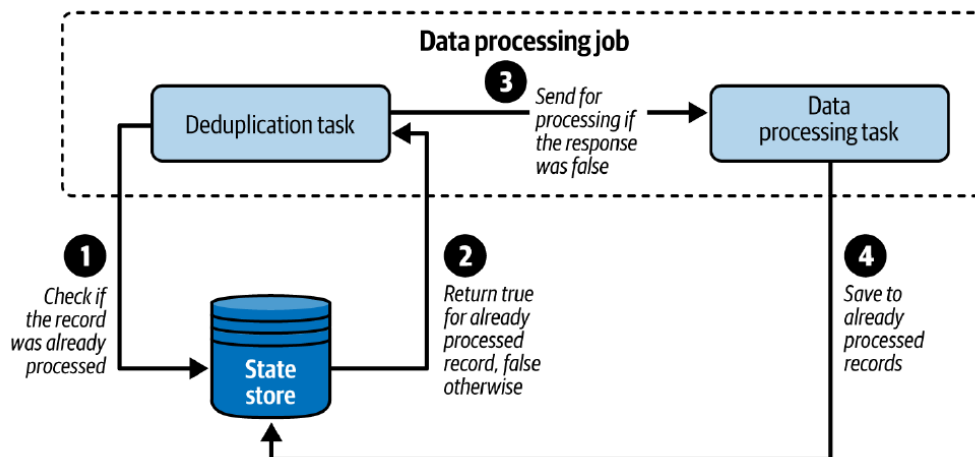 Data processing job
Deduplication task
3
Send for
processing if
the response
was false
Data
processing task
1
Check if
the record
was already
processed
State
store
2
Return true
for already
processed
record, false
otherwise
4
Save to
already
processed
records